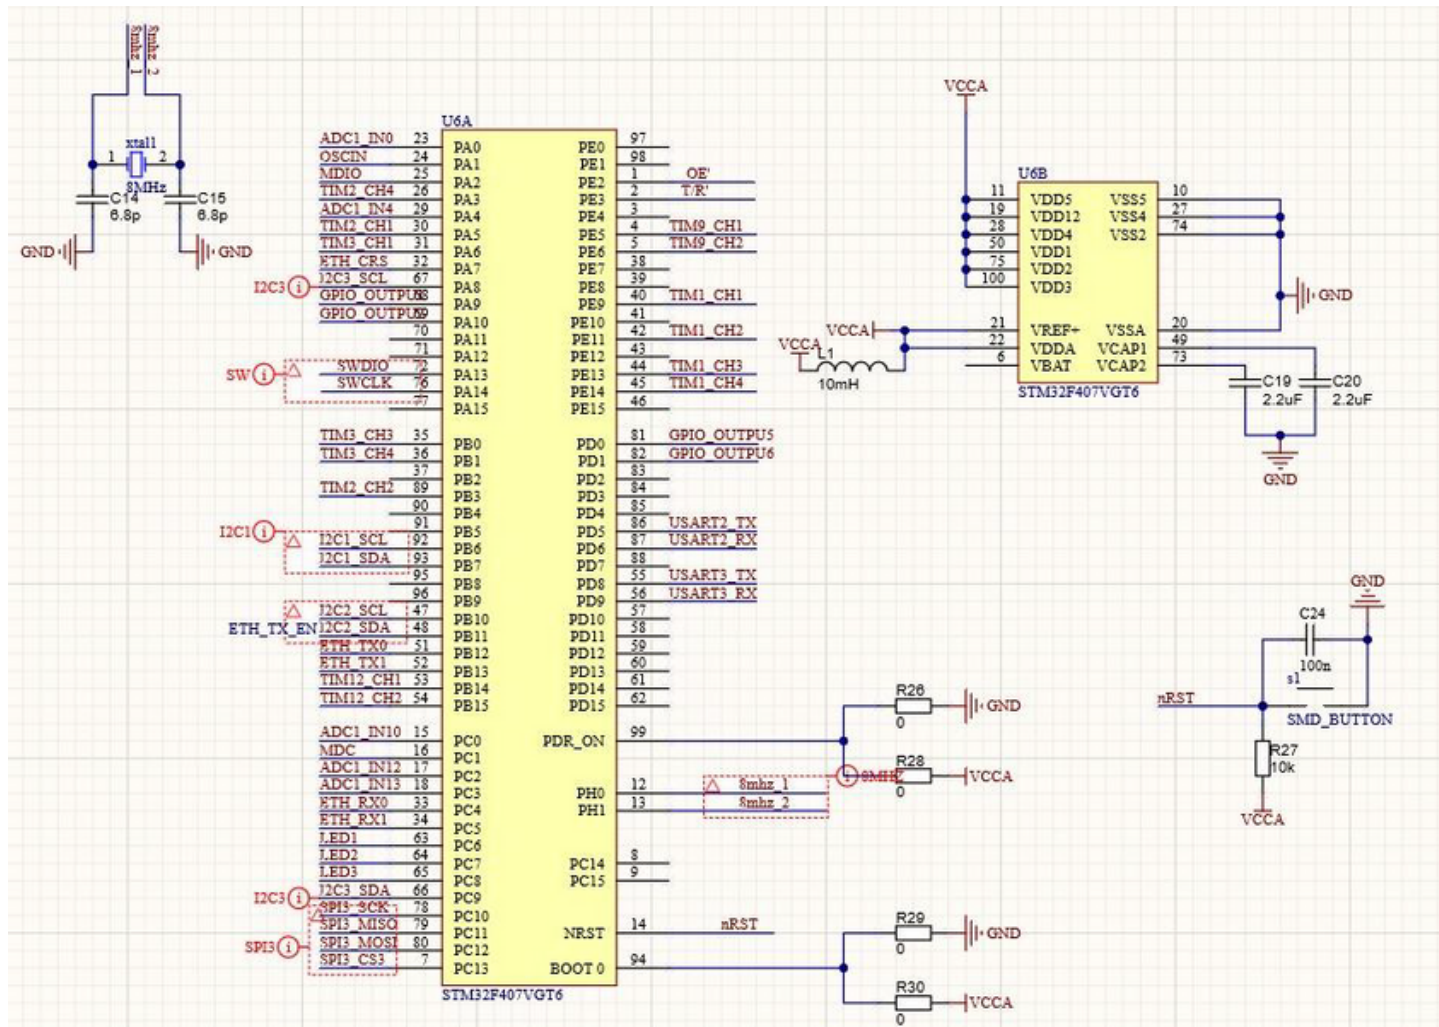 8mhz_1
8mhz_2
xtal1
1 2
8MHz
C14
6.8p
C15
6.8p
GND
GND
U6A
ADC1_IN0 23 PA0
OSCIN 24 PA1
MDIO 25 PA2
TIM2_CH4 26 PA3
ADC1_IN4 29 PA4
TIM2_CH1 30 PA5
TIM3_CH1 31 PA6
ETH_CRS 32 PA7
I2C3
I2C3_SCL 67 PA8
GPIO_OUTPU 68 PA9
GPIO_OUTPU 69 PA10
70 PA11
71 PA12
SW
SWDIO 72 PA13
SWCLK 76 PA14
77 PA15
TIM3_CH3 35 PB0
TIM3_CH4 36 PB1
37 PB2
TIM2_CH2 89 PB3
90 PB4
I2C1
91 PB5
I2C1_SCL 92 PB6
I2C1_SDA 93 PB7
95 PB8
96 PB9
I2C2_SCL 47 PB10
ETH_TX_EN
I2C2_SDA 48 PB11
ETH_TX0 51 PB12
ETH_TX1 52 PB13
TIM12_CH1 53 PB14
TIM12_CH2 54 PB15
ADC1_IN10 15 PC0
MDC 16 PC1
ADC1_IN12 17 PC2
ADC1_IN13 18 PC3
ETH_RX0 33 PC4
ETH_RX1 34 PC5
LED1 63 PC6
LED2 64 PC7
LED3 65 PC8
I2C3
I2C3_SDA 66 PC9
SPI3_SCK 78 PC10
SPI3_MISO 79 PC11
SPI3
SPI3_MOSI 80 PC12
SPI3_CS3 7 PC13
STM32F407VGT6
PE0 97
PE1 98
PE2 1 OE'
PE3 2 T/R'
PE4 3
PE5 4 TIM9_CH1
PE6 5 TIM9_CH2
PE7 38
PE8 39
PE9 40 TIM1_CH1
PE10 41
PE11 42 TIM1_CH2
PE12 43
PE13 44 TIM1_CH3
PE14 45 TIM1_CH4
PE15 46
PD0 81 GPIO_OUTPU5
PD1 82 GPIO_OUTPU6
PD2 83
PD3 84
PD4 85
PD5 86 USART2_TX
PD6 87 USART2_RX
PD7 88
PD8 55 USART3_TX
PD9 56 USART3_RX
PD10 57
PD11 58
PD12 59
PD13 60
PD14 61
PD15 62
PDR_ON 99
PH0 12 8mhz_1
PH1 13 8mhz_2
8MHZ
PC14 8
PC15 9
NRST 14 nRST
BOOT 0 94
R26
0
GND
R28
0
VCCA
R29
0
GND
R30
0
VCCA
VCCA
U6B
11 VDD5 VSS5 10
19 VDD12 VSS4 27
28 VDD4 VSS2 74
50 VDD1
75 VDD2
100 VDD3
GND
VCCA 21 VREF+ VSSA 20
VCCA
22 VDDA VCAP1 49
6 VBAT VCAP2 73
L1
10mH
STM32F407VGT6
C19
2.2uF
C20
2.2uF
GND
GND
C24
100n
s1
SMD_BUTTON
nRST
R27
10k
VCCA